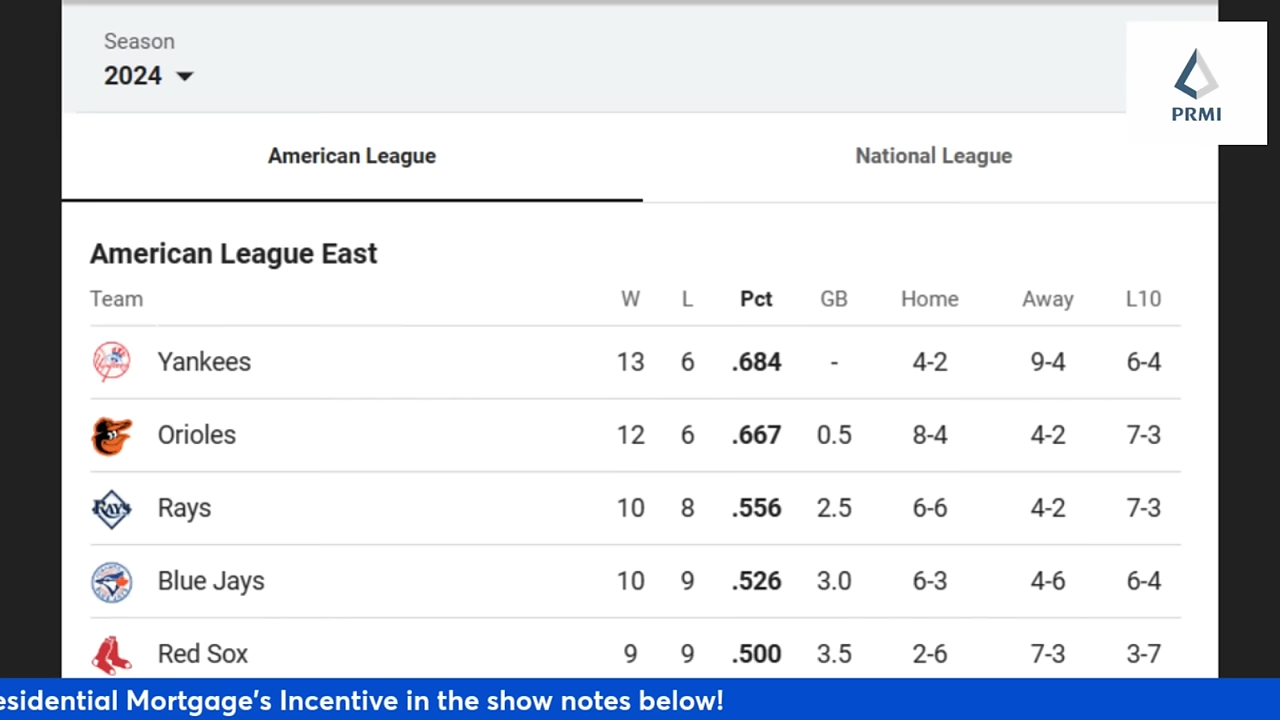 Season
2024
PRMI
American League National League
American League East
Team W L Pct GB Home Away L10
Yankees 13 6 .684 - 4-2 9-4 6-4
Orioles 12 6 .667 0.5 8-4 4-2 7-3
RAYS Rays 10 8 .556 2.5 6-6 4-2 7-3
Blue Jays 10 9 .526 3.0 6-3 4-6 6-4
Red Sox 9 9 .500 3.5 2-6 7-3 3-7
esidential Mortgage's Incentive in the show notes below!